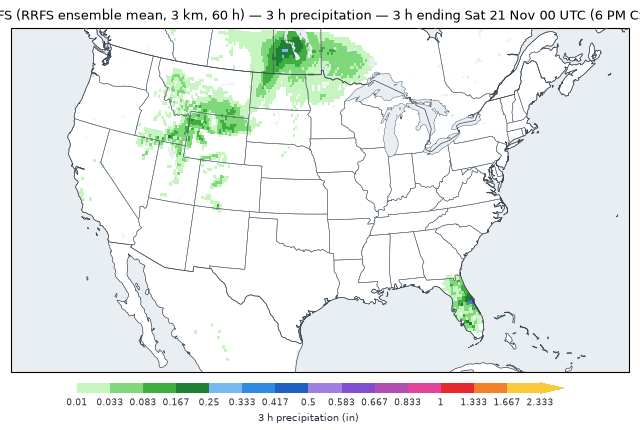 (RRFS ensemble mean, 3 km, 60 h) — 3 h precipitation — 3 h ending Sat 21 Nov 00 UTC (6 PM
0.01 0.033 0.083 0.167 0.25 0.333 0.417 0.5 0.583 0.667 0.833 1 1.333 1.667 2.333
3 h precipitation (in)